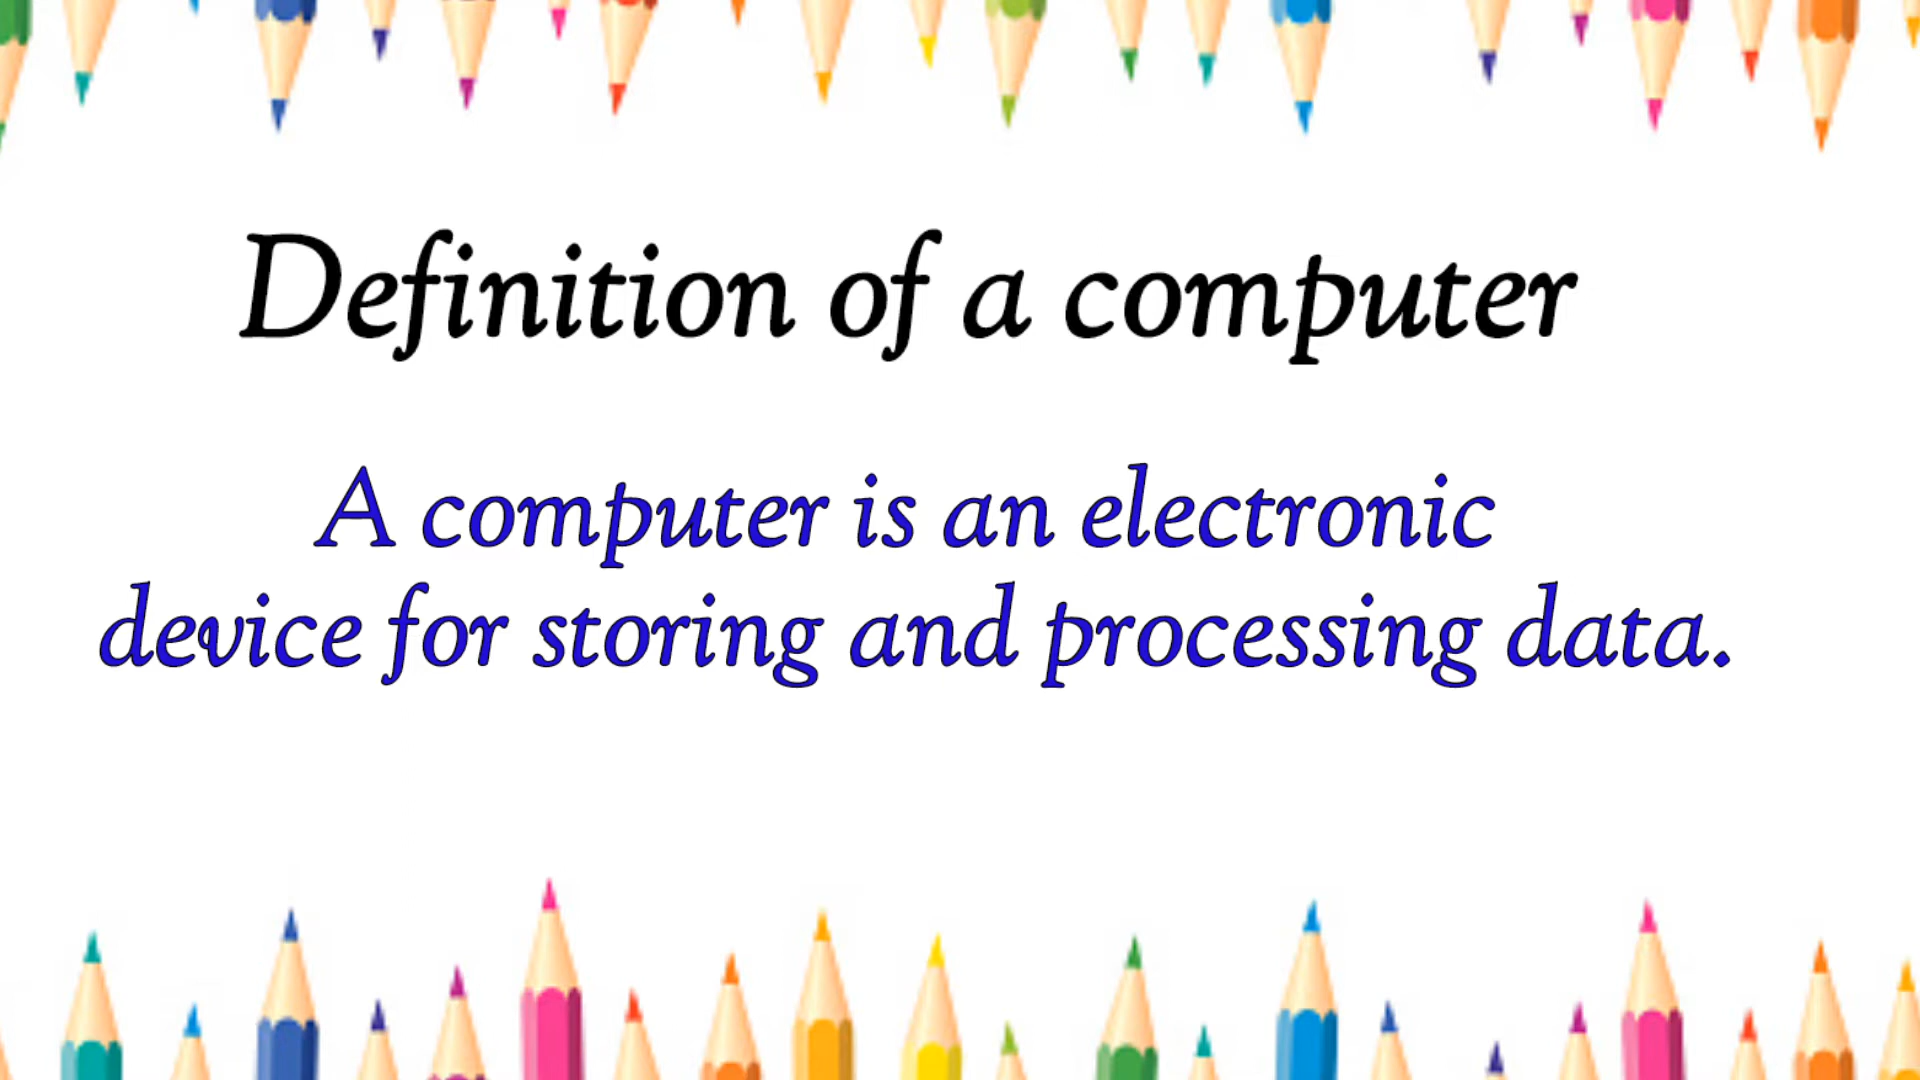 Definition of a computer
A computer is an electronic
device for storing and processing data.